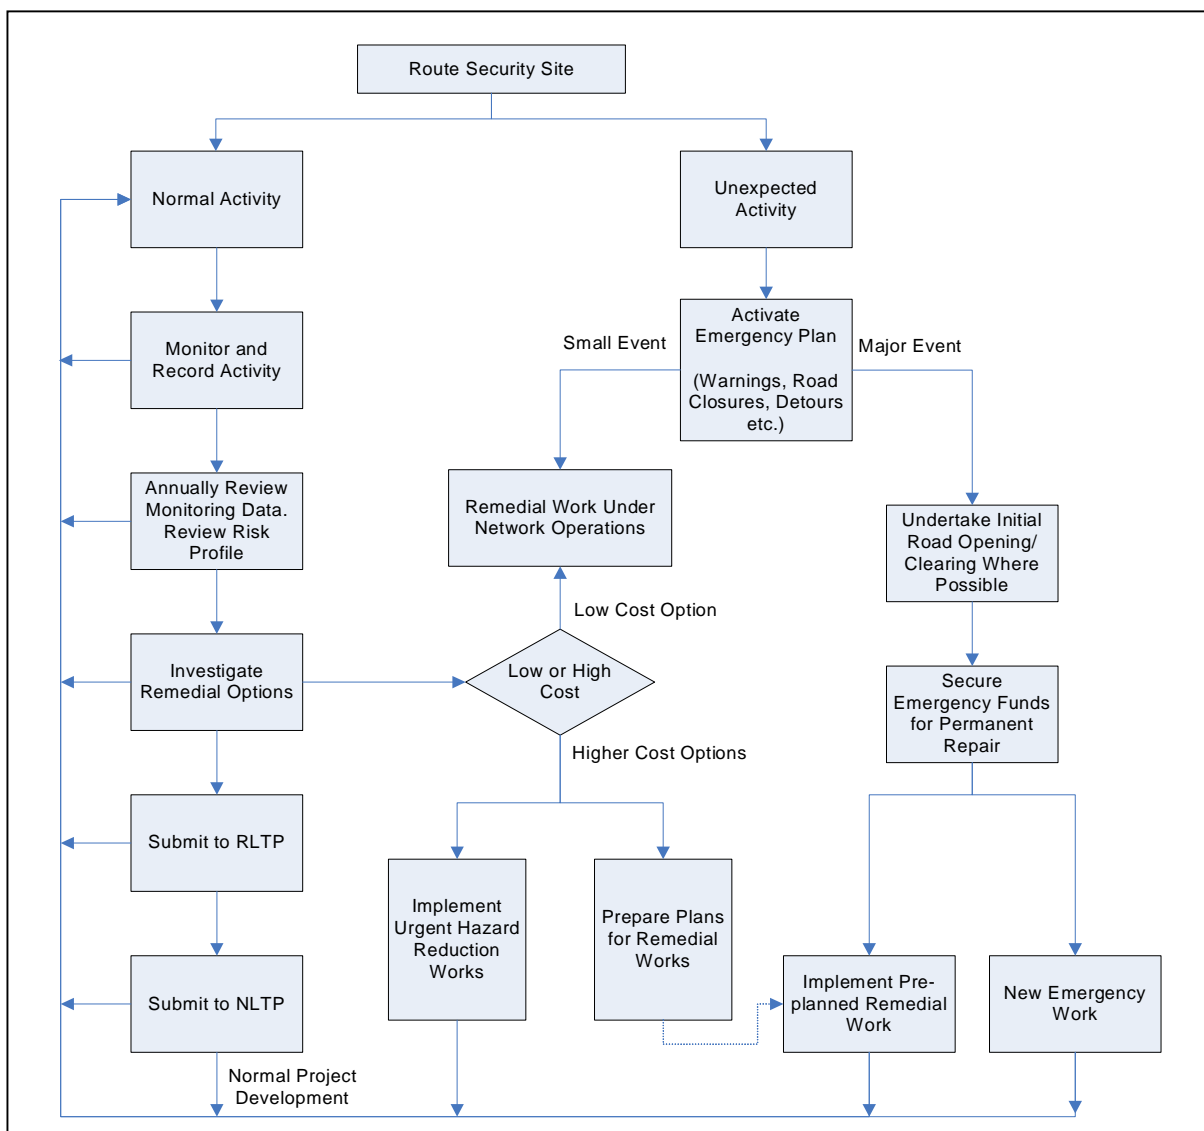 Route Security Site
Normal Activity
Unexpected
Activity
Monitor and
Record Activity
Small Event
Activate
Emergency Plan
(Warnings, Road
Closures, Detours
etc.)
Major Event
Annually Review
Monitoring Data.
Review Risk
Profile
Remedial Work Under
Network Operations
Undertake Initial
Road Opening/
Clearing Where
Possible
Low Cost Option
Investigate
Remedial Options
Low or High
Cost
Secure
Emergency Funds
for Permanent
Repair
Higher Cost Options
Submit to RLTP
Implement
Urgent Hazard
Reduction
Works
Prepare Plans
for Remedial
Works
Submit to NLTP
Implement Pre-
planned Remedial
Work
New Emergency
Work
Normal Project
Development